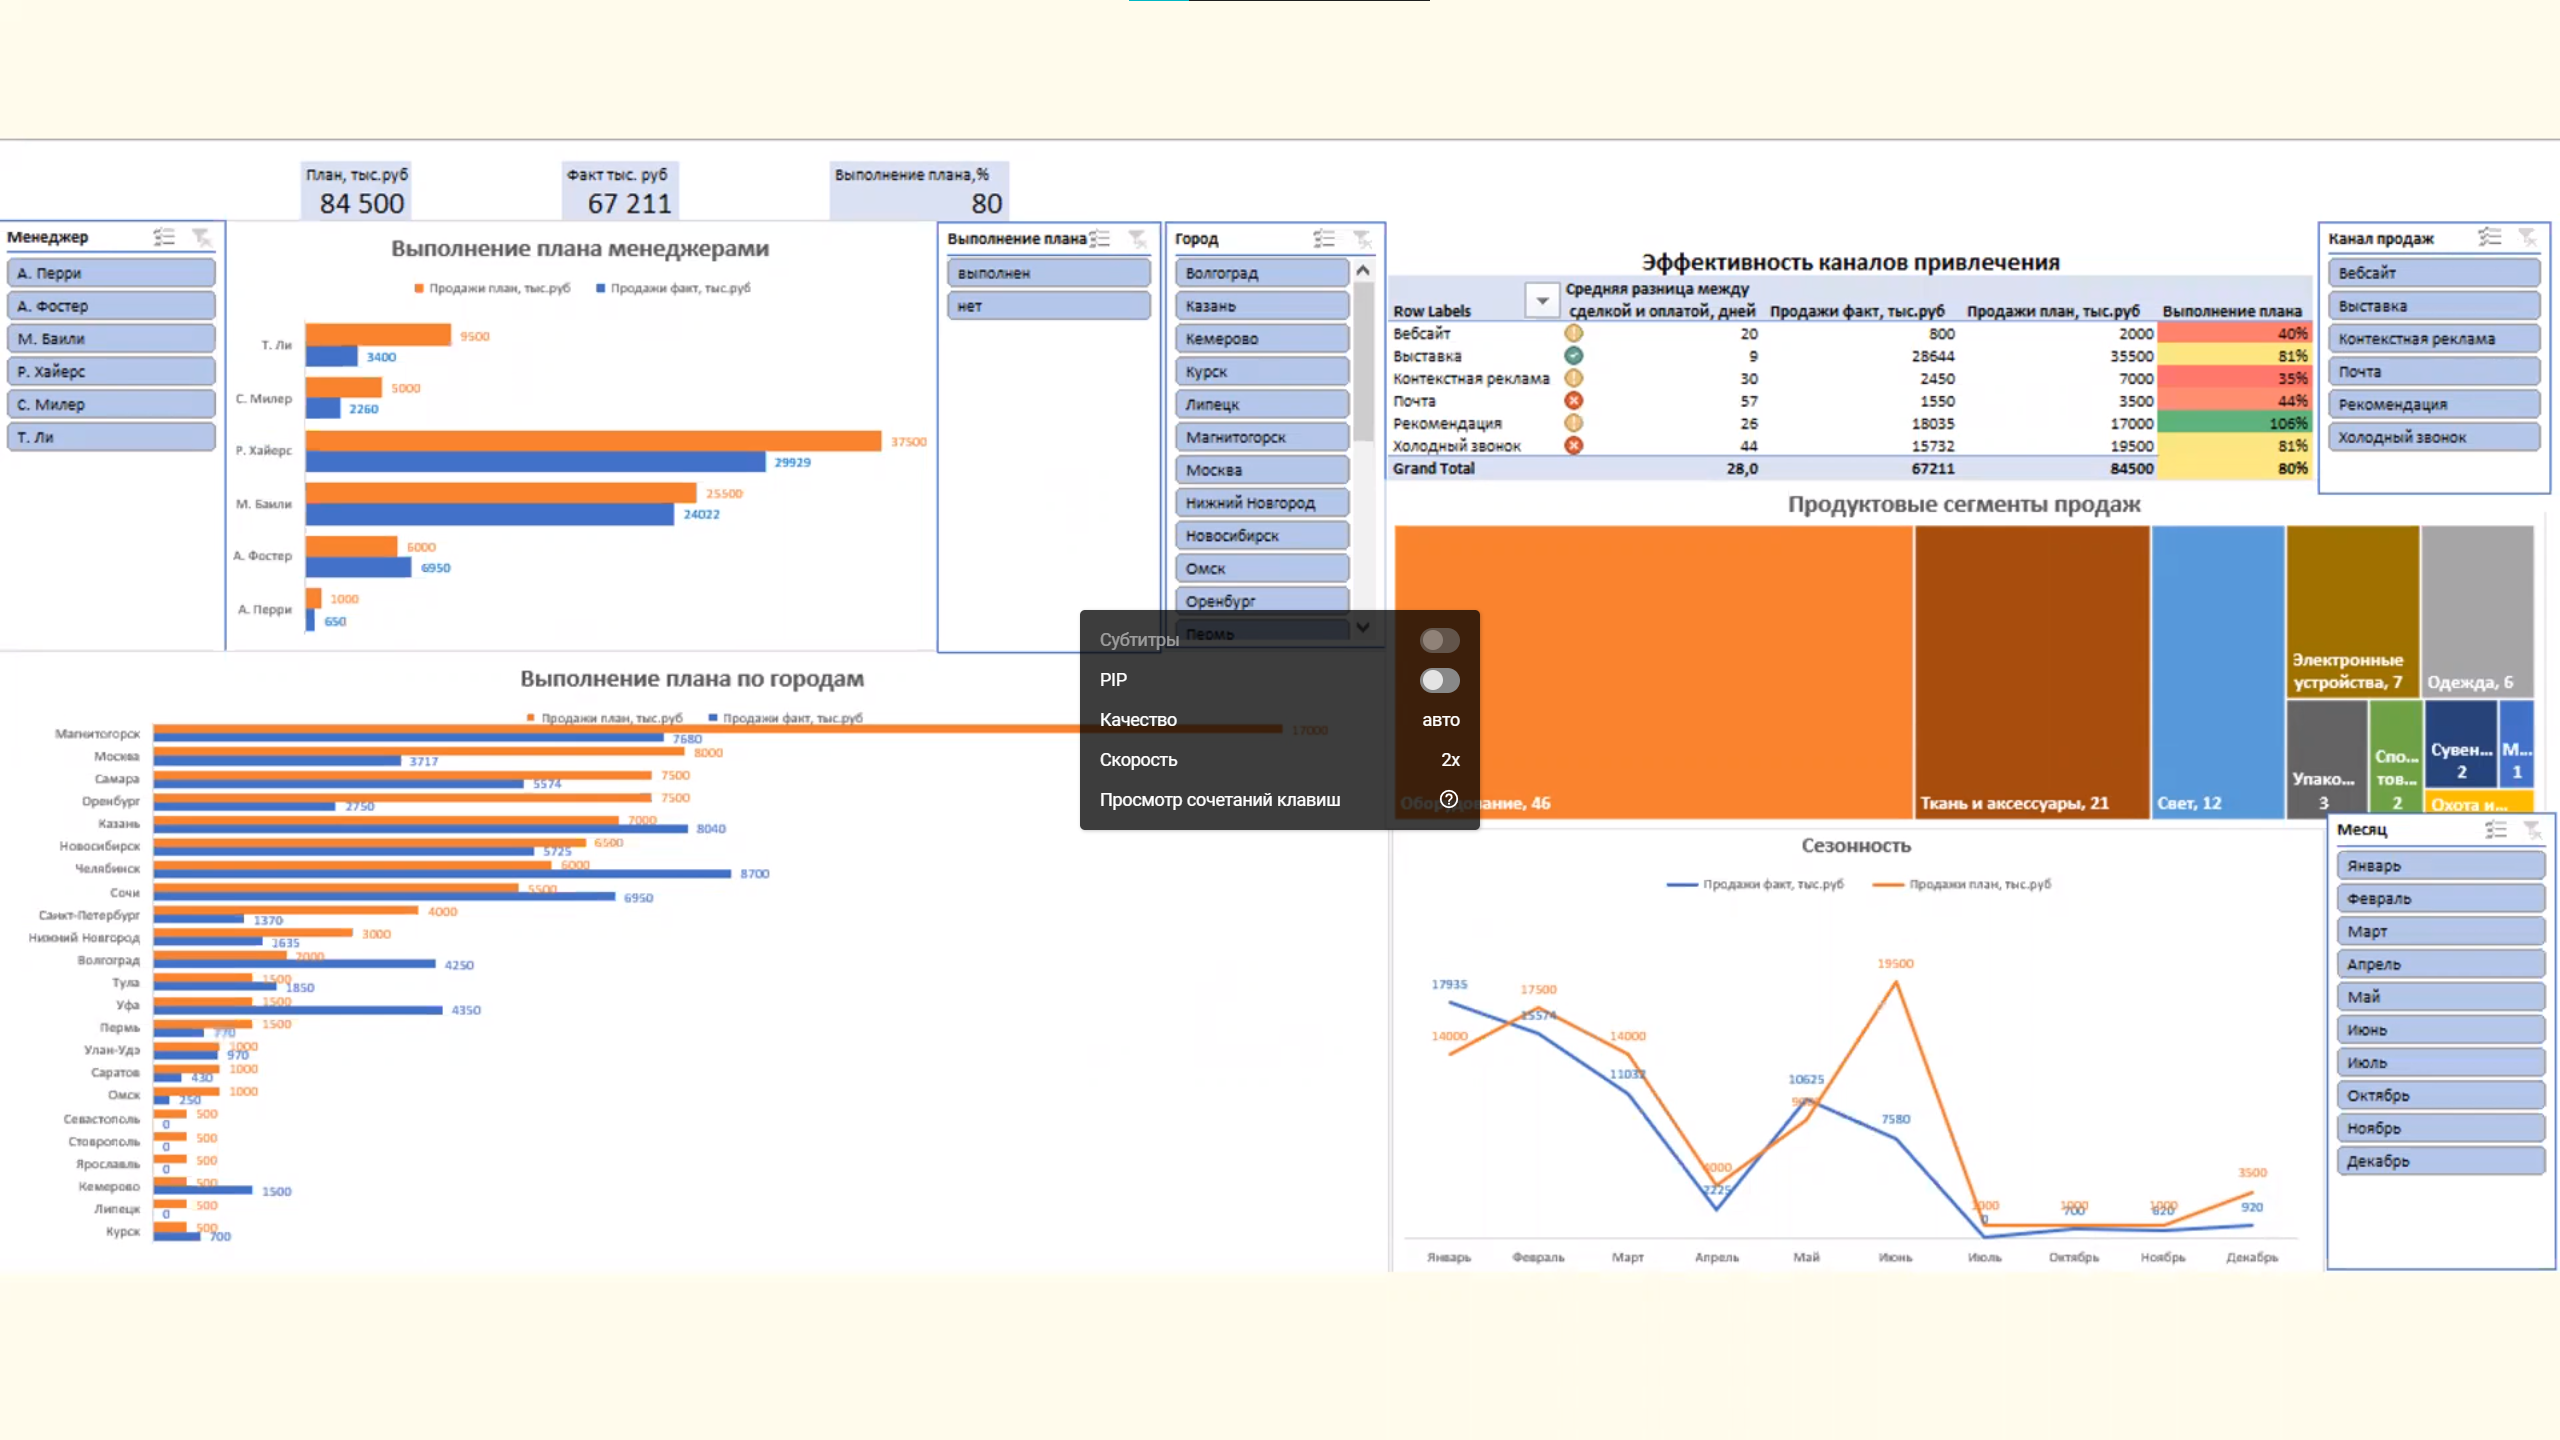 План, тыс.руб
84 500
Факт тыс. руб
67 211
Выполнение плана,%
80
Менеджер
А. Перри
А. Фостер
М. Баили
Р. Хайерс
С. Милер
Т. Ли
Выполнение плана менеджерами
Продажи план, тыс.руб Продажи факт, тыс.руб
Т. Ли 9500
3400
С. Милер 5000
2260
Р. Хайерс 37500
29929
М. Баили 25500
24022
А. Фостер 6000
6950
А. Перри 1000
650
Выполнение плана
выполнен
нет
Город
Волгоград
Казань
Кемерово
Курск
Липецк
Магнитогорск
Москва
Нижний Новгород
Новосибирск
Омск
Оренбург
Пермь
Эффективность каналов привлечения
Row Labels Средняя разница между сделкой и оплатой, дней Продажи факт, тыс.руб Продажи план, тыс.руб Выполнение плана
Вебсайт 20 800 2000 40%
Выставка 9 28644 35500 81%
Контекстная реклама 30 2450 7000 35%
Почта 57 1550 3500 44%
Рекомендация 26 18035 17000 106%
Холодный звонок 44 15732 19500 81%
Grand Total 28,0 67211 84500 80%
Канал продаж
Вебсайт
Выставка
Контекстная реклама
Почта
Рекомендация
Холодный звонок
Продуктовые сегменты продаж
Оборудование, 46
Ткань и аксессуары, 21
Свет, 12
Электронные
устройства, 7
Одежда, 6
Упако...
3
Спо...
тов...
2
Сувен...
2
М...
1
Охота и...
Субтитры
PIP
Качество авто
Скорость 2x
Просмотр сочетаний клавиш
Выполнение плана по городам
Продажи план, тыс.руб Продажи факт, тыс.руб
Магнитогорск 17000
7680
Москва 8000
3717
Самара 7500
5574
Оренбург 7500
2750
Казань 7000
8040
Новосибирск 6500
5725
Челябинск 6000
8700
Сочи 5500
6950
Санкт-Петербург 4000
1370
Нижний Новгород 3000
1635
Волгоград 2000
4250
Тула 1500
1850
Уфа 1500
4350
Пермь 1500
770
Улан-Удэ 1000
970
Саратов 1000
430
Омск 1000
250
Севастополь 500
0
Ставрополь 500
0
Ярославль 500
0
Кемерово 500
1500
Липецк 500
0
Курск 500
700
Сезонность
Продажи факт, тыс.руб Продажи план, тыс.руб
19500
17935
17500
15574
14000
14000
11032
10625
7580
4000
2225
1000
0
1000
700
1000
820
3500
920
Январь Февраль Март Апрель Май Июнь Июль Октябрь Ноябрь Декабрь
Месяц
Январь
Февраль
Март
Апрель
Май
Июнь
Июль
Октябрь
Ноябрь
Декабрь